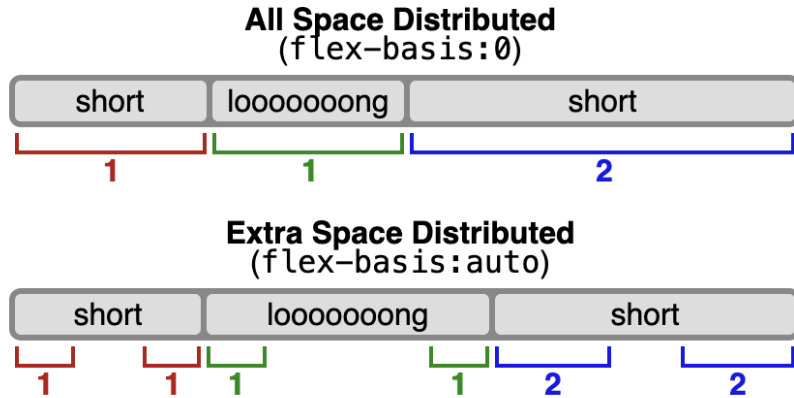 All Space Distributed
(flex-basis:0)
short looooooong short
1 1 2
Extra Space Distributed
(flex-basis:auto)
short looooooong short
1 1 1 1 2 2